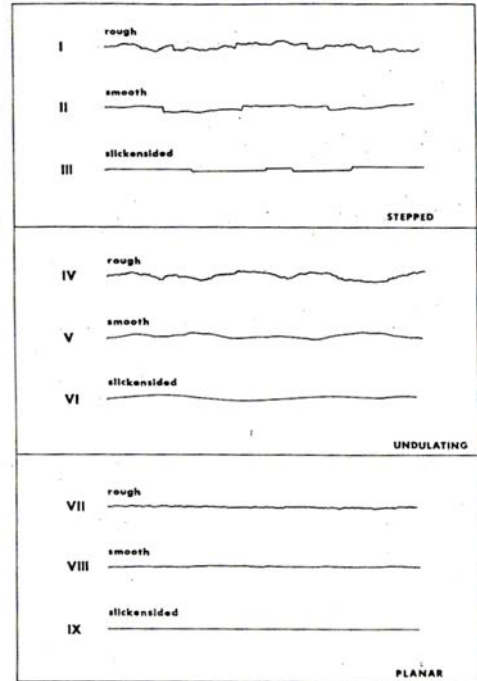 rough
I
smooth
II
slickensided
III
STEPPED
rough
IV
smooth
V
slickensided
VI
UNDULATING
rough
VII
smooth
VIII
slickensided
IX
PLANAR